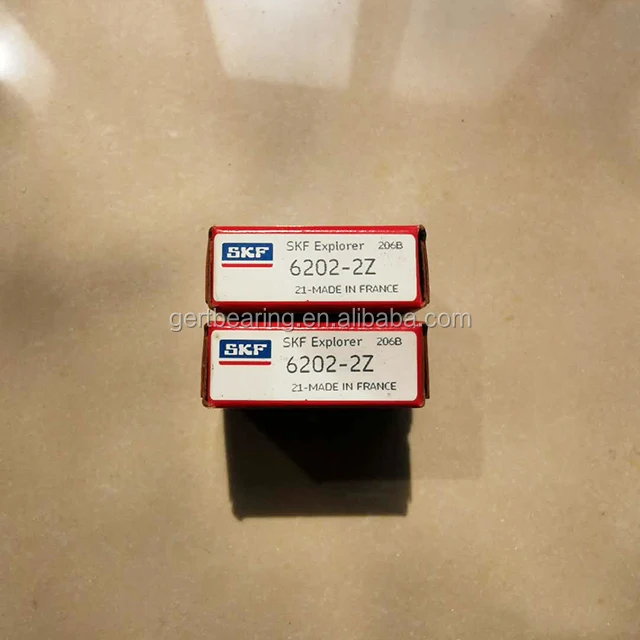 SKF SKF Explorer 206B
6202-2Z
21-MADE IN FRANCE
gertbearing.en.alibaba.com
SKF SKF Explorer 206B
6202-2Z
21-MADE IN FRANCE